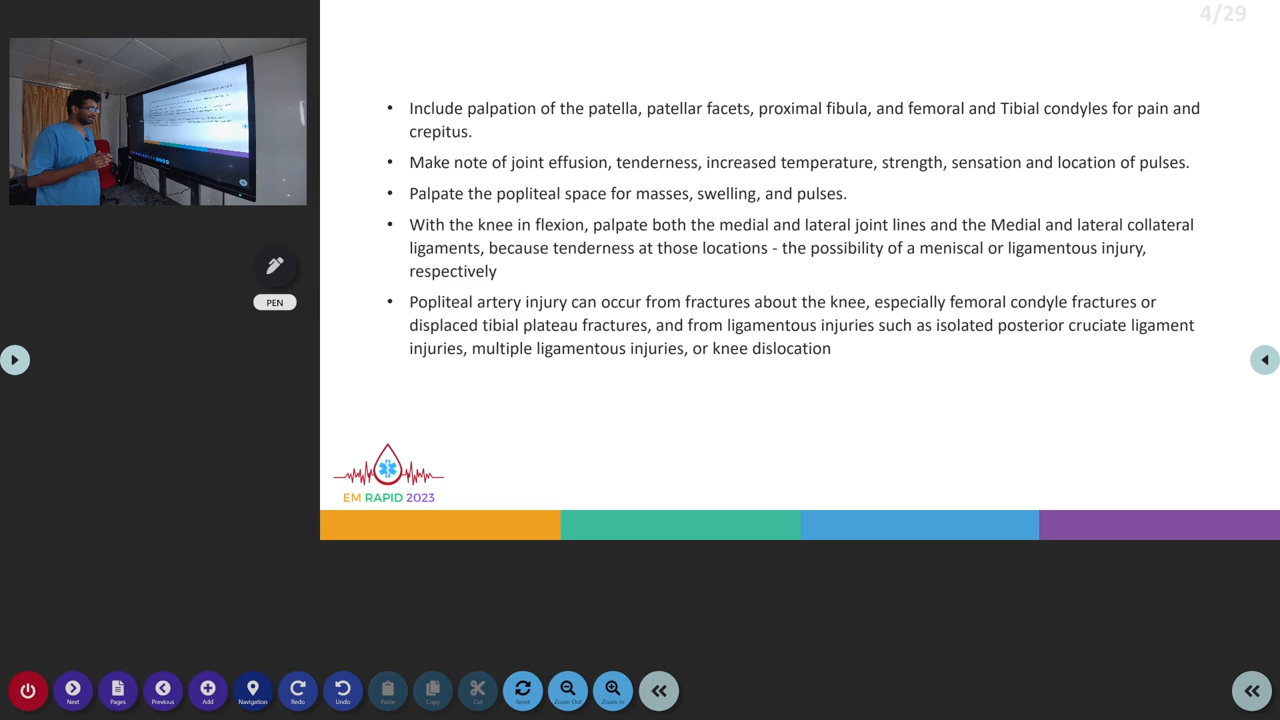 4/29
• Include palpation of the patella, patellar facets, proximal fibula, and femoral and Tibial condyles for pain and
crepitus.
• Make note of joint effusion, tenderness, increased temperature, strength, sensation and location of pulses.
• Palpate the popliteal space for masses, swelling, and pulses.
• With the knee in flexion, palpate both the medial and lateral joint lines and the Medial and lateral collateral
ligaments, because tenderness at those locations - the possibility of a meniscal or ligamentous injury,
respectively
• Popliteal artery injury can occur from fractures about the knee, especially femoral condyle fractures or
displaced tibial plateau fractures, and from ligamentous injuries such as isolated posterior cruciate ligament
injuries, multiple ligamentous injuries, or knee dislocation
PEN
EM RAPID 2023
Next Pages Previous Add Navigation Redo Undo Paste Copy Cut Reset Zoom Out Zoom In